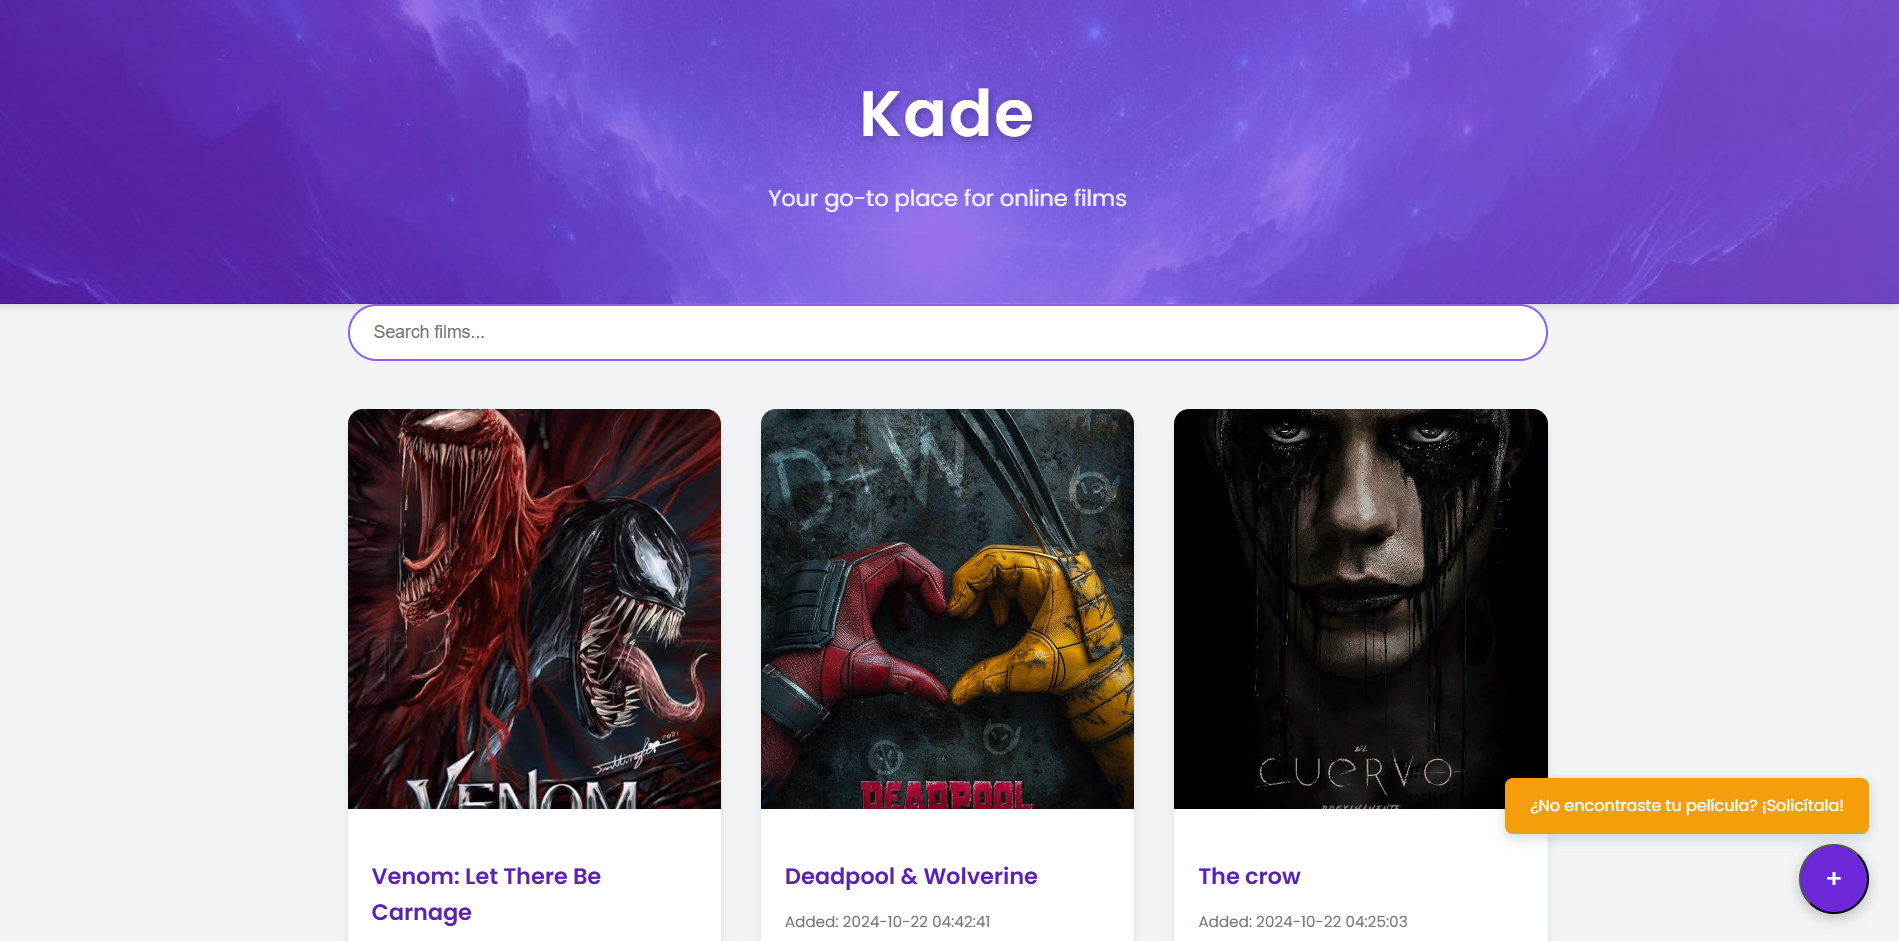 Kade
Your go-to place for online films
Search films...
D+W
2021
VENOM
DEADPOOL
EL
CUERVO
PROXIMAMENTE
¿No encontraste tu película? ¡Solicítala!
+
Venom: Let There Be
Carnage
Deadpool & Wolverine
Added: 2024-10-22 04:42:41
The crow
Added: 2024-10-22 04:25:03